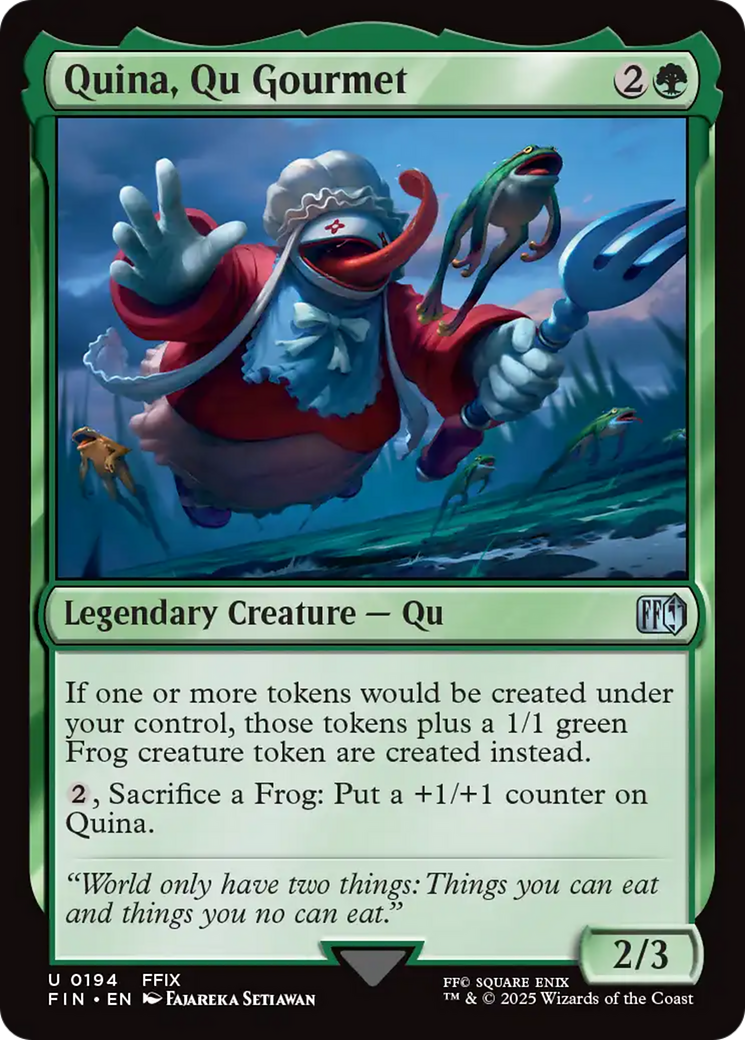 Quina, Qu Gourmet 2
Legendary Creature — Qu FF
If one or more tokens would be created under
your control, those tokens plus a 1/1 green
Frog creature token are created instead.
2, Sacrifice a Frog: Put a +1/+1 counter on
Quina.
“World only have two things: Things you can eat
and things you no can eat.”
2/3
U 0194 FFIX
FIN • EN Fajareka Setiawan
FF© SQUARE ENIX
™ & © 2025 Wizards of the Coast